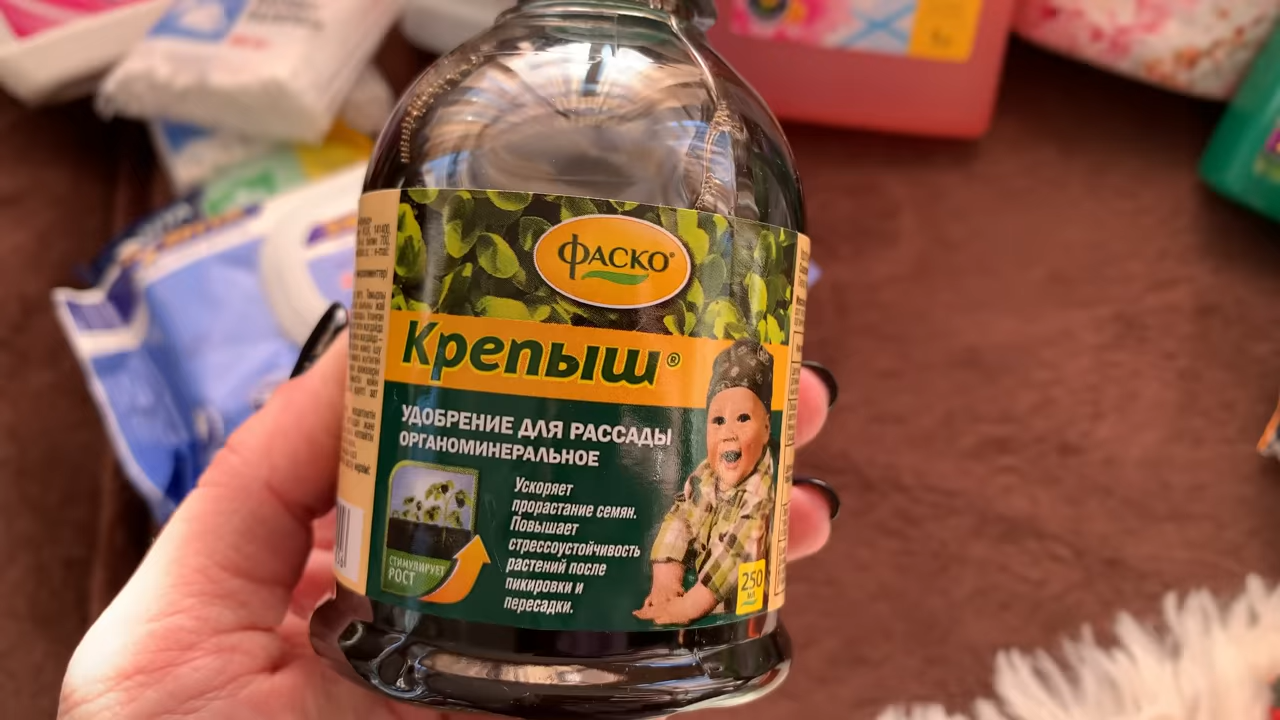 ФАСКО®
Крепыш®
УДОБРЕНИЕ ДЛЯ РАССАДЫ
ОРГАНОМИНЕРАЛЬНОЕ
Ускоряет
прорастание семян.
Повышает
стрессоустойчивость
растений после
пикировки и
пересадки.
СТИМУЛИРУЕТ
РОСТ
250
мл